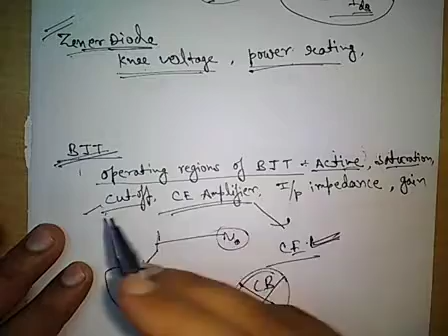 Zener Diode
knee voltage, power rating,
BJT
operating regions of BJT → Active, saturation,
cut-off. CE Amplifier. I/p impedance, gain
CE
CB